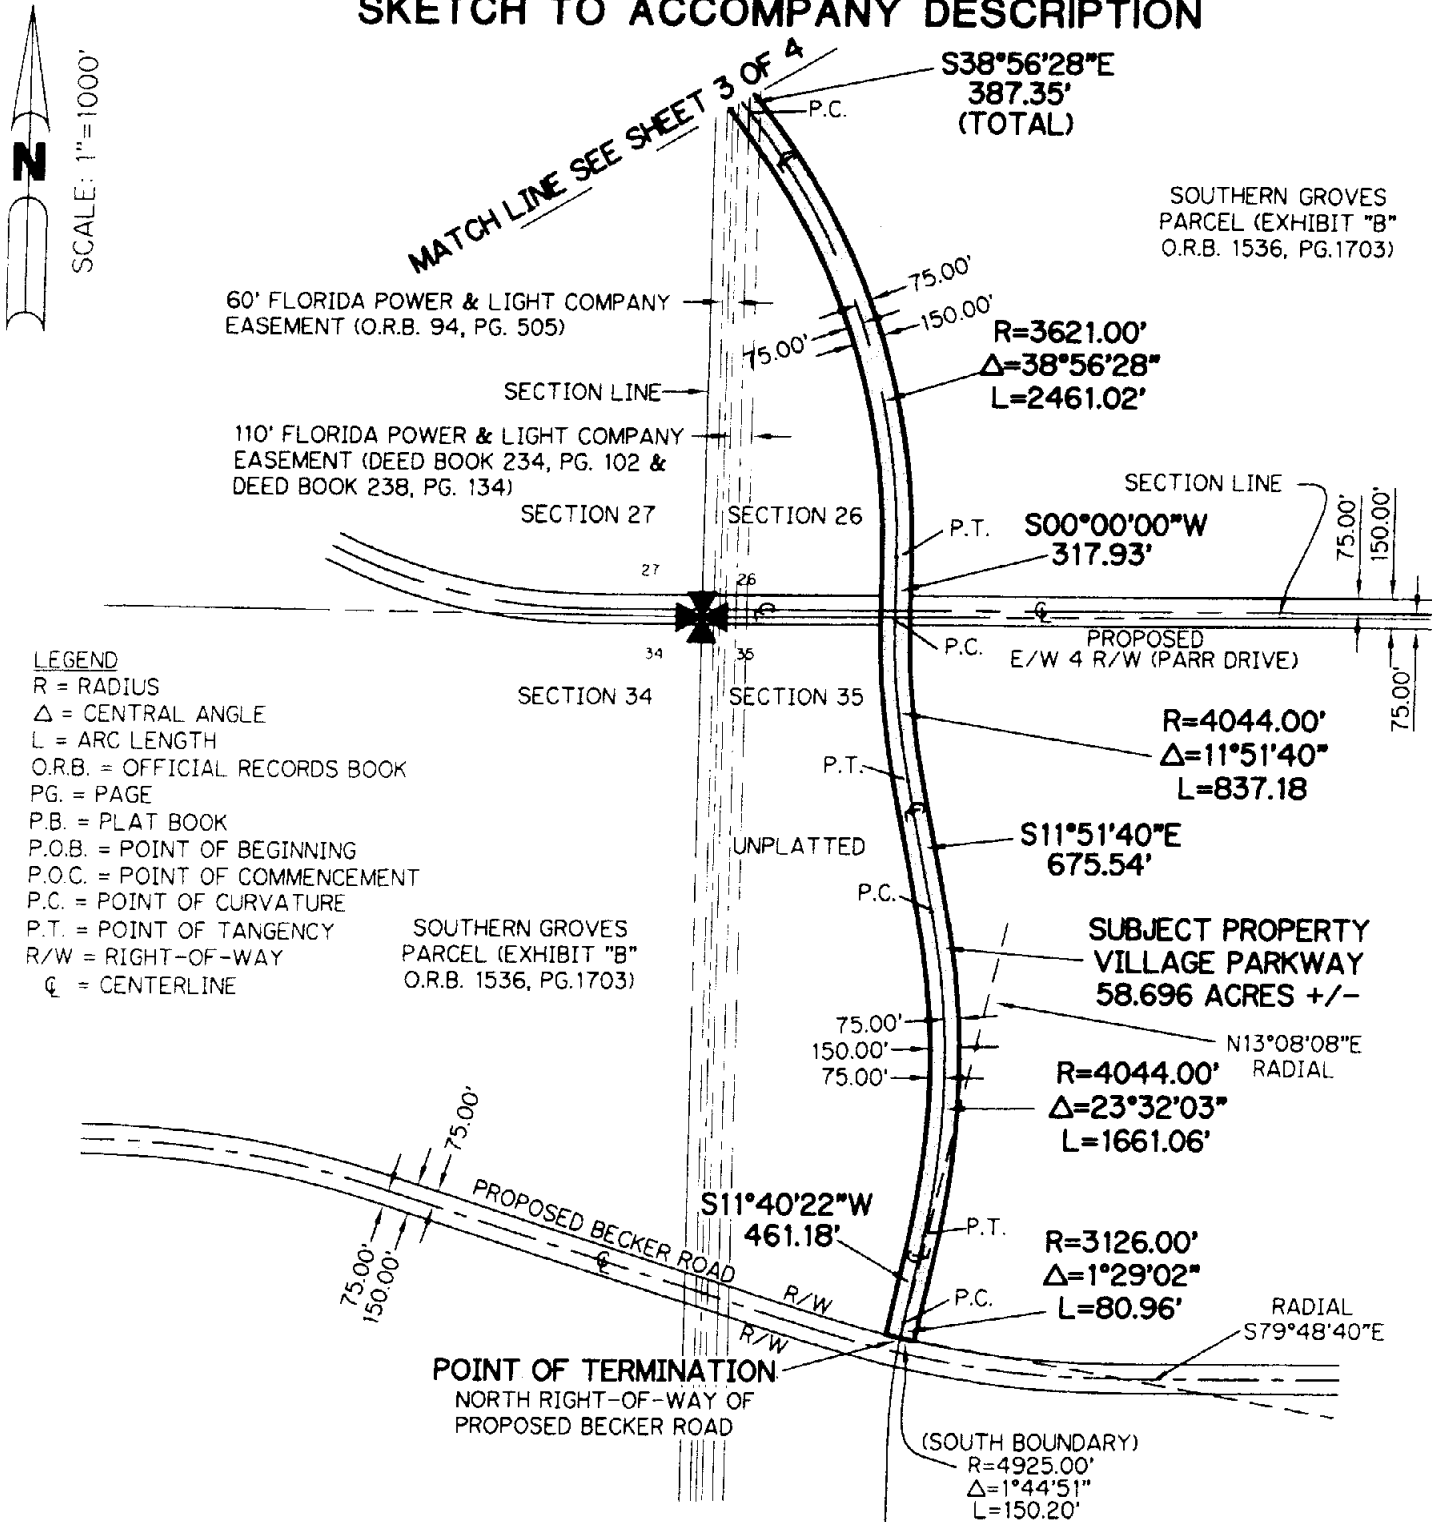 SKETCH TO ACCOMPANY DESCRIPTION
N
SCALE: 1"=1000'
MATCH LINE SEE SHEET 3 OF 4
S38°56'28"E
387.35'
(TOTAL)
P.C.
SOUTHERN GROVES
PARCEL (EXHIBIT "B"
O.R.B. 1536, PG.1703)
60' FLORIDA POWER & LIGHT COMPANY
EASEMENT (O.R.B. 94, PG. 505)
75.00'
150.00'
75.00'
R=3621.00'
Δ=38°56'28"
L=2461.02'
SECTION LINE
110' FLORIDA POWER & LIGHT COMPANY
EASEMENT (DEED BOOK 234, PG. 102 &
DEED BOOK 238, PG. 134)
SECTION 27
SECTION 26
SECTION LINE
P.T.
S00°00'00"W
317.93'
75.00'
150.00'
75.00'
27
26
℄
34
35
P.C.
PROPOSED
E/W 4 R/W (PARR DRIVE)
SECTION 34
SECTION 35
LEGEND
R = RADIUS
Δ = CENTRAL ANGLE
L = ARC LENGTH
O.R.B. = OFFICIAL RECORDS BOOK
PG. = PAGE
P.B. = PLAT BOOK
P.O.B. = POINT OF BEGINNING
P.O.C. = POINT OF COMMENCEMENT
P.C. = POINT OF CURVATURE
P.T. = POINT OF TANGENCY
R/W = RIGHT-OF-WAY
℄ = CENTERLINE
R=4044.00'
Δ=11°51'40"
L=837.18
P.T.
UNPLATTED
S11°51'40"E
675.54'
P.C.
SOUTHERN GROVES
PARCEL (EXHIBIT "B"
O.R.B. 1536, PG.1703)
SUBJECT PROPERTY
VILLAGE PARKWAY
58.696 ACRES +/-
75.00'
150.00'
75.00'
N13°08'08"E
RADIAL
R=4044.00'
Δ=23°32'03"
L=1661.06'
75.00'
75.00'
150.00'
PROPOSED BECKER ROAD
℄
R/W
R/W
S11°40'22"W
461.18'
P.T.
R=3126.00'
Δ=1°29'02"
L=80.96'
P.C.
RADIAL
S79°48'40"E
POINT OF TERMINATION
NORTH RIGHT-OF-WAY OF
PROPOSED BECKER ROAD
(SOUTH BOUNDARY)
R=4925.00'
Δ=1°44'51"
L=150.20'